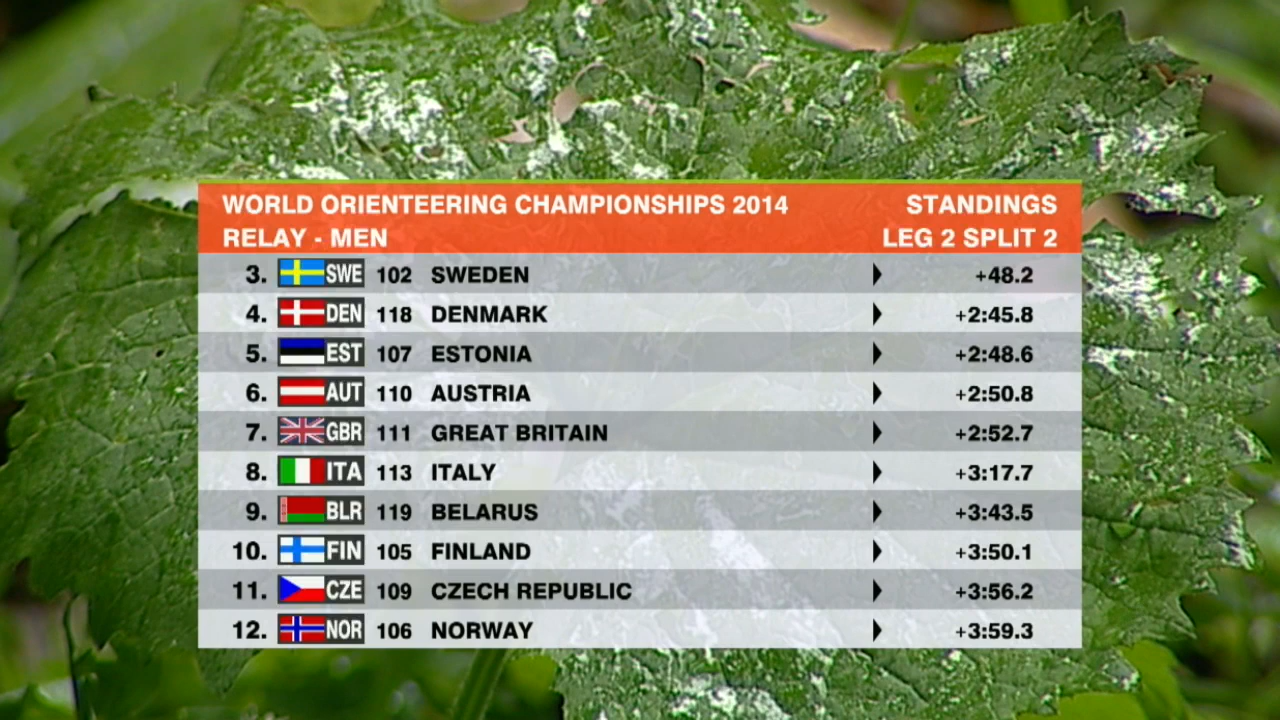 WORLD ORIENTEERING CHAMPIONSHIPS 2014 STANDINGS
RELAY - MEN LEG 2 SPLIT 2
3. SWE 102 SWEDEN +48.2
4. DEN 118 DENMARK +2:45.8
5. EST 107 ESTONIA +2:48.6
6. AUT 110 AUSTRIA +2:50.8
7. GBR 111 GREAT BRITAIN +2:52.7
8. ITA 113 ITALY +3:17.7
9. BLR 119 BELARUS +3:43.5
10. FIN 105 FINLAND +3:50.1
11. CZE 109 CZECH REPUBLIC +3:56.2
12. NOR 106 NORWAY +3:59.3